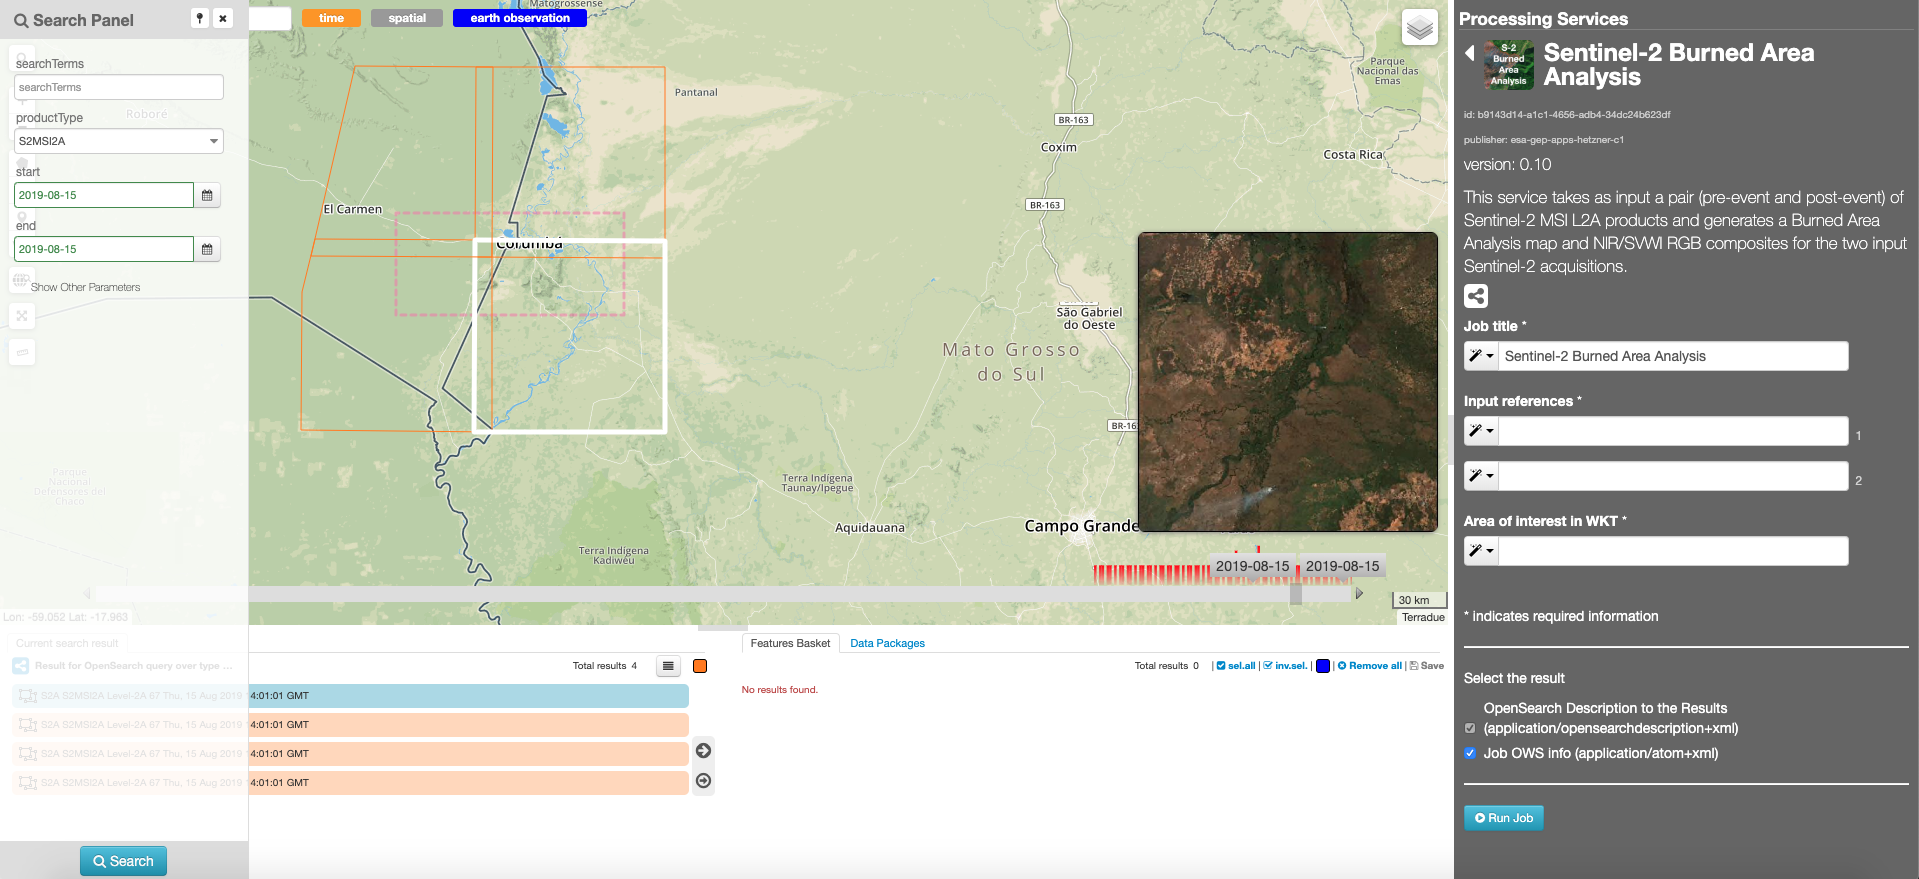 Search Panel
searchTerms
searchTerms
productType
S2MSI2A
start
2019-08-15
end
2019-08-15
Show Other Parameters
Roboré
Parque
Nacional
Defensores del
Chaco
Lon: -59.052 Lat: -17.963
time
spatial
earth observation
Matogrossense
Pantanal
El Carmen
Corumbá
BR-163
Coxim
BR-163
Costa Rica
Parque
Nacional das
Emas
São Gabriel
do Oeste
Mato Grosso
do Sul
BR-16
Terra Indígena
Taunay/Ipegue
Aquidauana
Campo Grande
Terra Indígena
Kadiwéu
2019-08-15
2019-08-15
30 km
Terradue
Current search result
Result for OpenSearch query over type ...
Total results 4
S2A S2MSI2A Level-2A 67 Thu, 15 Aug 2019 14:01:01 GMT
S2A S2MSI2A Level-2A 67 Thu, 15 Aug 2019 14:01:01 GMT
S2A S2MSI2A Level-2A 67 Thu, 15 Aug 2019 14:01:01 GMT
S2A S2MSI2A Level-2A 67 Thu, 15 Aug 2019 14:01:01 GMT
Search
Features Basket
Data Packages
Total results 0 | sel.all | inv.sel. | | Remove all | Save
No results found.
Processing Services
S-2
Burned
Area
Analysis
Sentinel-2 Burned Area
Analysis
id: b9143d14-a1c1-4656-adb4-34dc24b623df
publisher: esa-gep-apps-hetzner-c1
version: 0.10
This service takes as input a pair (pre-event and post-event) of
Sentinel-2 MSI L2A products and generates a Burned Area
Analysis map and NIR/SVWI RGB composites for the two input
Sentinel-2 acquisitions.
Job title *
Sentinel-2 Burned Area Analysis
Input references *
1
2
Area of interest in WKT *
* indicates required information
Select the result
OpenSearch Description to the Results
(application/opensearchdescription+xml)
Job OWS info (application/atom+xml)
Run Job